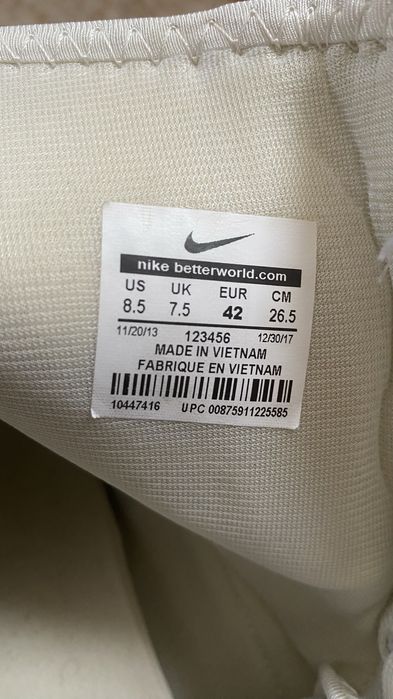 nike betterworld.com
US UK EUR CM
8.5 7.5 42 26.5
11/20/13 123456 12/30/17
MADE IN VIETNAM
FABRIQUE EN VIETNAM
10447416 UPC 00875911225585